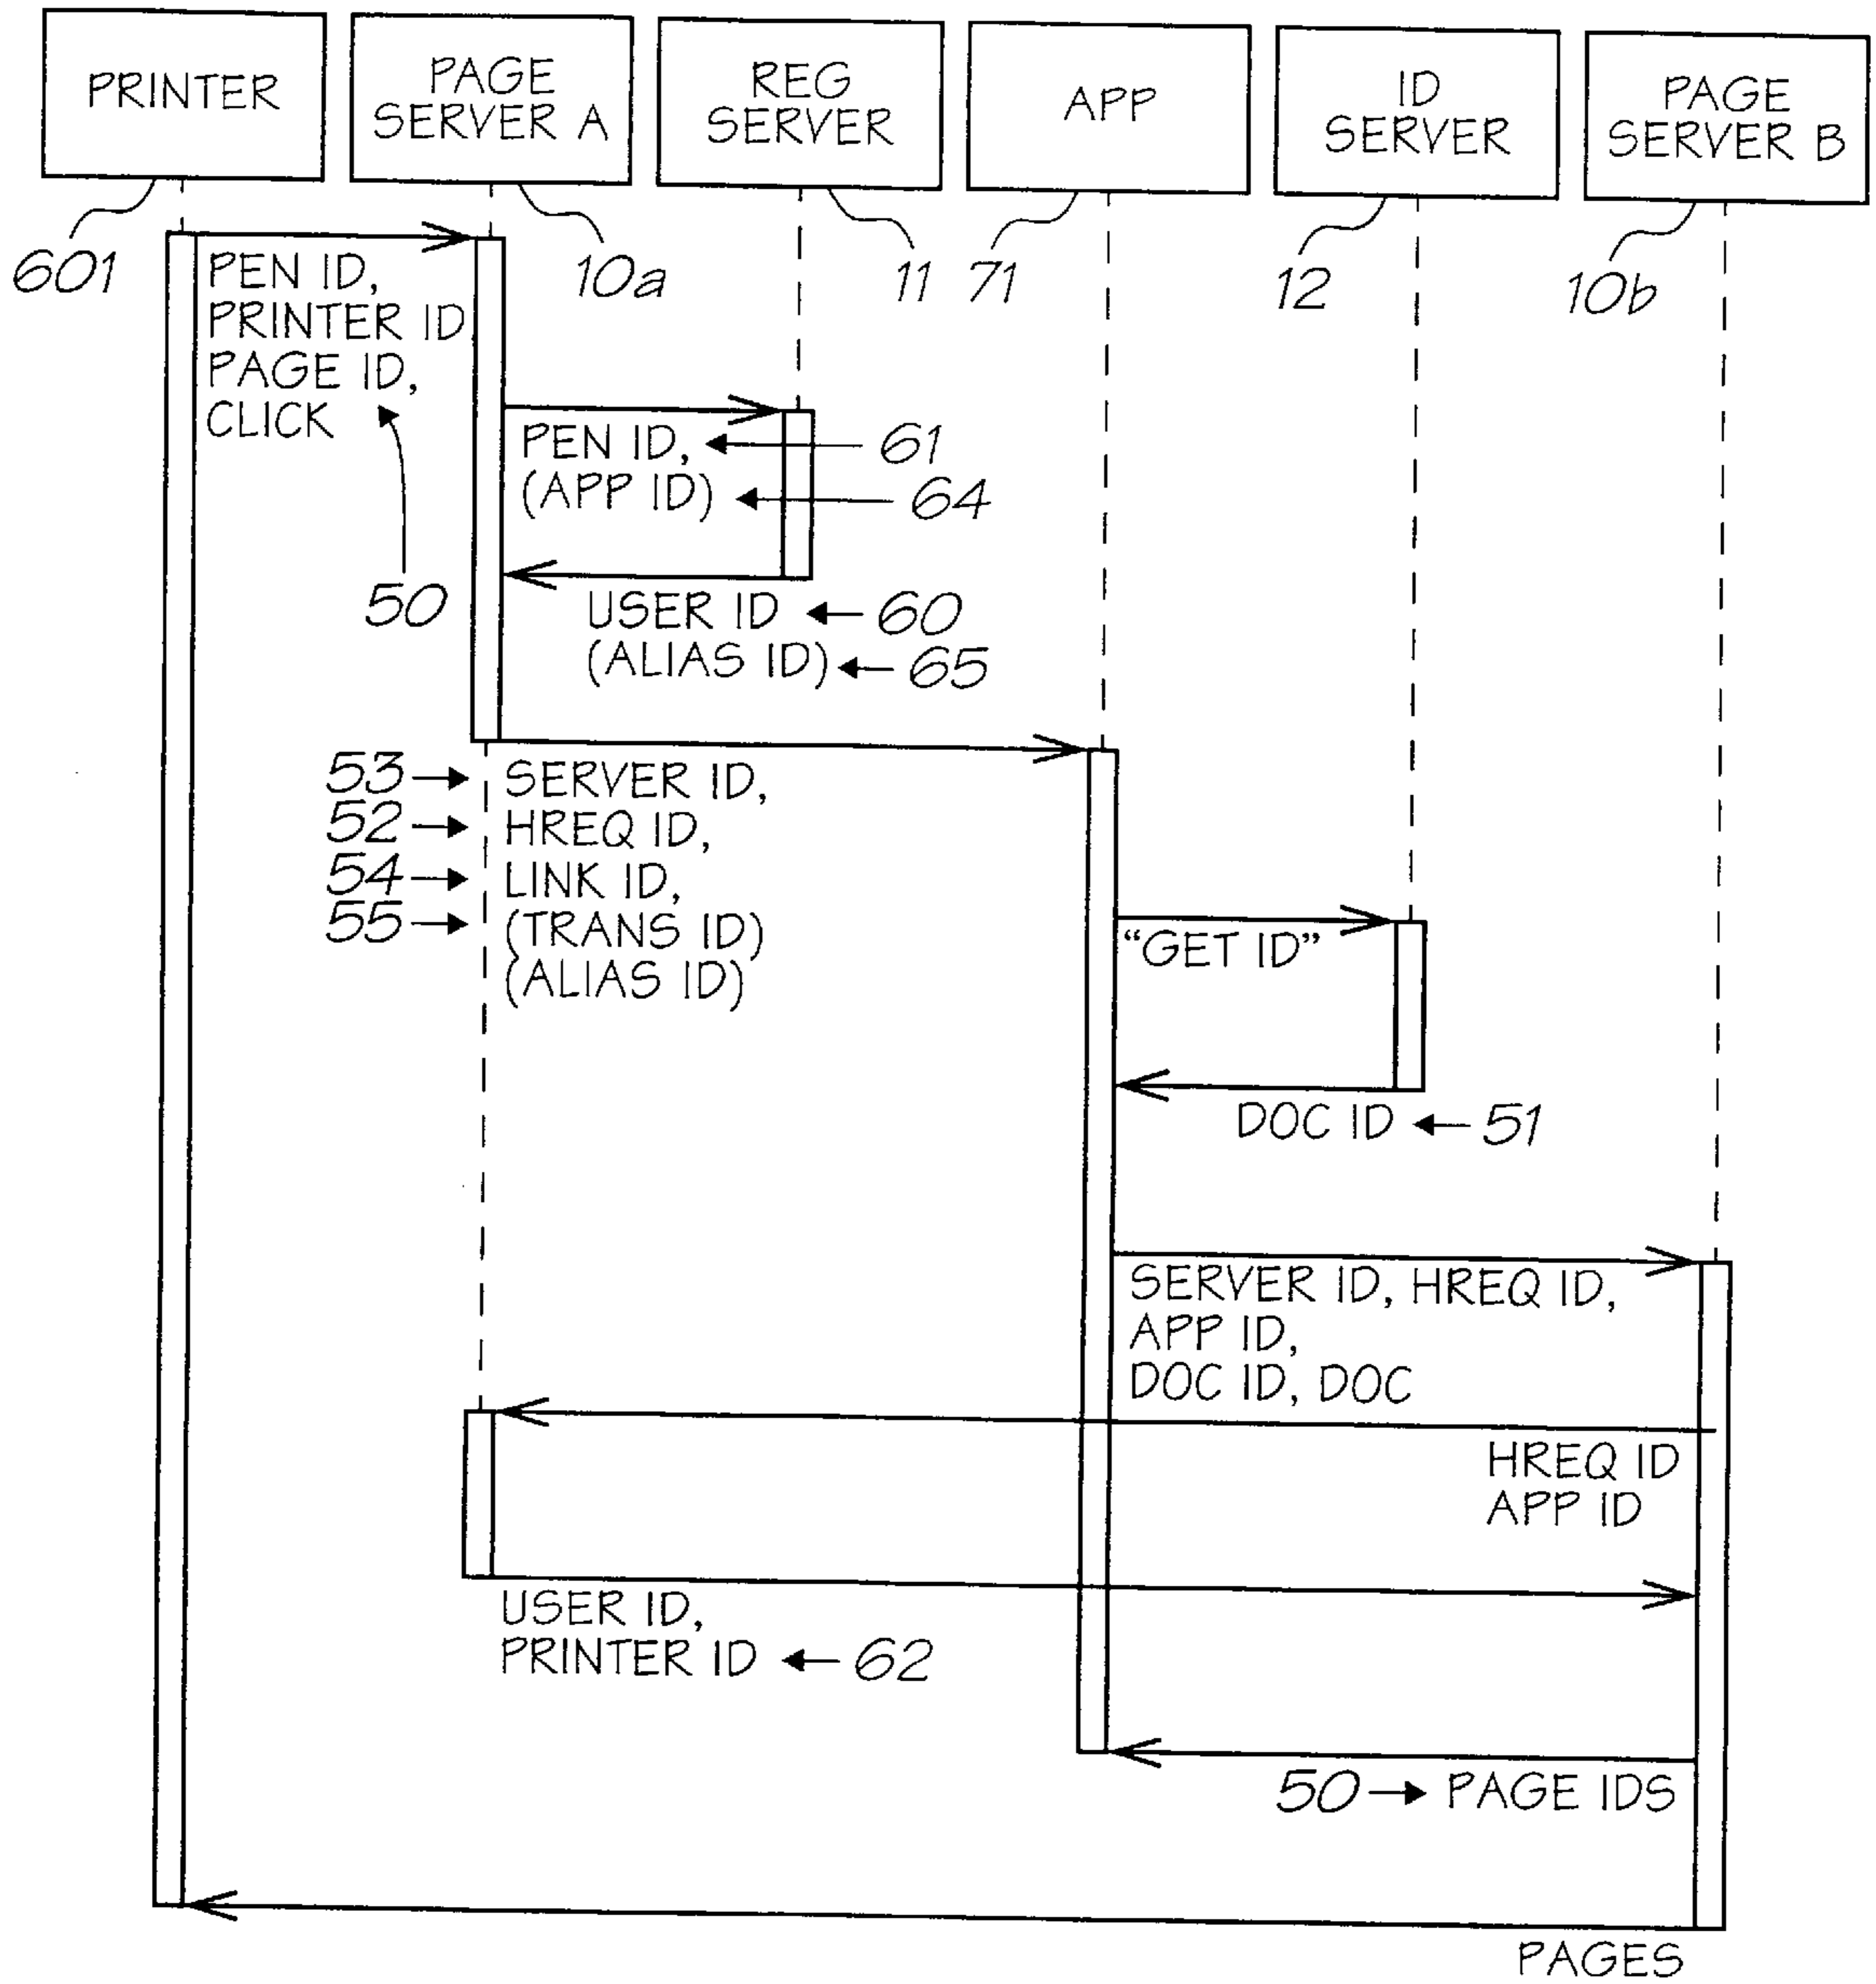 PRINTER
PAGE
SERVER A
REG
SERVER
APP
ID
SERVER
PAGE
SERVER B
601
10a
11
71
12
10b
PEN ID,
PRINTER ID
PAGE ID,
CLICK
50
PEN ID,
61
(APP ID)
64
USER ID
60
(ALIAS ID)
65
53
SERVER ID,
52
HREQ ID,
54
LINK ID,
55
(TRANS ID)
(ALIAS ID)
“GET ID”
DOC ID
51
SERVER ID, HREQ ID,
APP ID,
DOC ID, DOC
HREQ ID
APP ID
USER ID,
PRINTER ID
62
50
PAGE IDS
PAGES